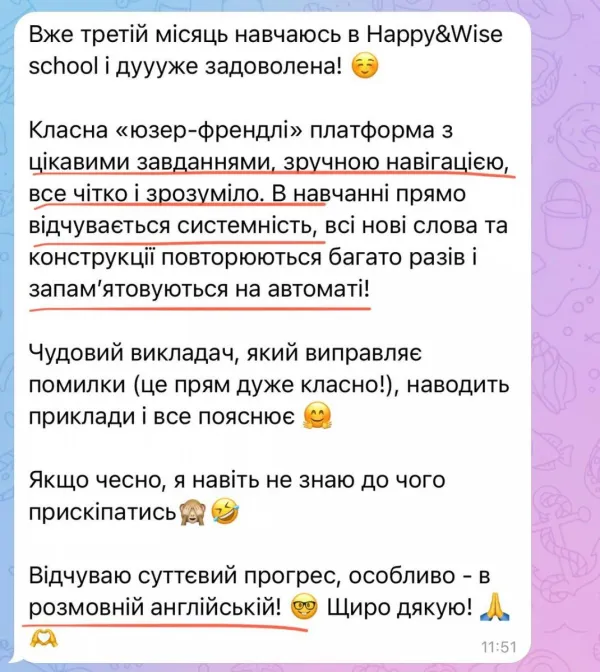 Вже третій місяць навчаюсь в Happy&Wise
school і дуууже задоволена! ☺️
Класна «юзер-френдлі» платформа з
цікавими завданнями, зручною навігацією,
все чітко і зрозуміло. В навчанні прямо
відчувається системність, всі нові слова та
конструкції повторюються багато разів і
запам’ятовуються на автоматі!
Чудовий викладач, який виправляє
помилки (це прям дуже класно!), наводить
приклади і все пояснює 🤗
Якщо чесно, я навіть не знаю до чого
прискіпатись🙈🤣
Відчуваю суттєвий прогрес, особливо - в
розмовній англійській! 🤓 Щиро дякую! 🙏
🫶
11:51